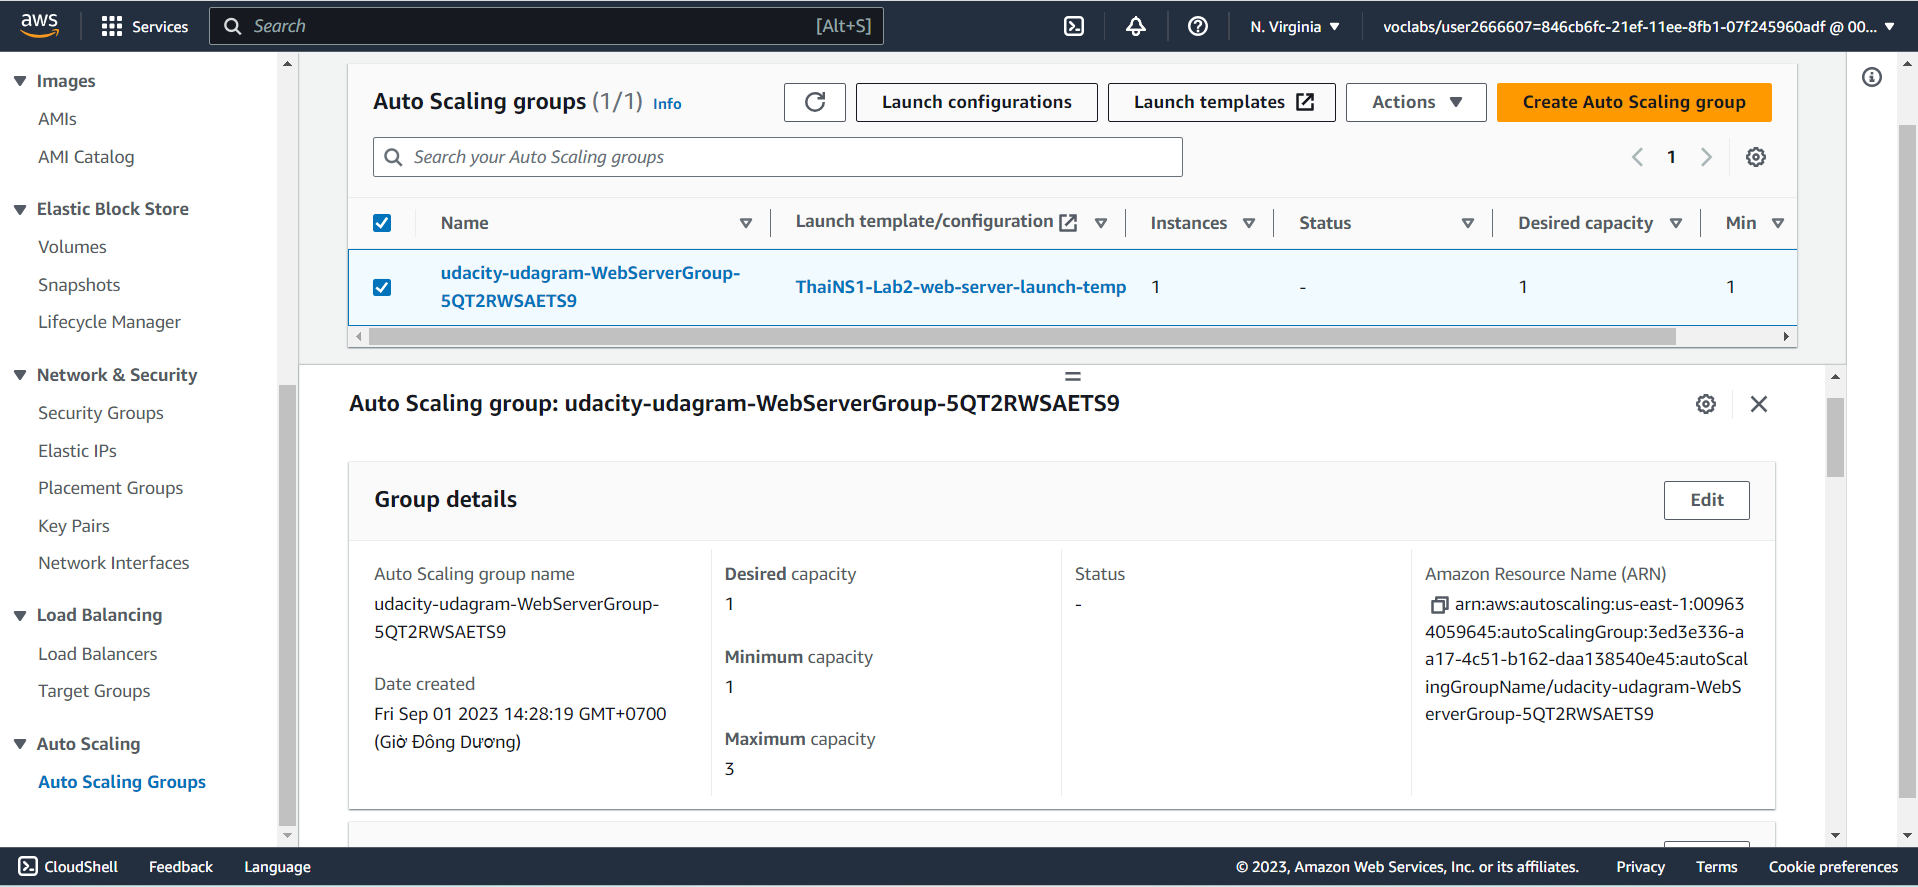 aws
Services
Search
[Alt+S]
N. Virginia
voclabs/user2666607=846cb6fc-21ef-11ee-8fb1-07f245960adf @ 00...
Images
AMIs
AMI Catalog
Elastic Block Store
Volumes
Snapshots
Lifecycle Manager
Network & Security
Security Groups
Elastic IPs
Placement Groups
Key Pairs
Network Interfaces
Load Balancing
Load Balancers
Target Groups
Auto Scaling
Auto Scaling Groups
Auto Scaling groups (1/1) Info
Launch configurations
Launch templates
Actions
Create Auto Scaling group
Search your Auto Scaling groups
1
Name
Launch template/configuration
Instances
Status
Desired capacity
Min
udacity-udagram-WebServerGroup-
5QT2RWSAETS9
ThaiNS1-Lab2-web-server-launch-temp
1
-
1
1
Auto Scaling group: udacity-udagram-WebServerGroup-5QT2RWSAETS9
Group details
Edit
Auto Scaling group name
udacity-udagram-WebServerGroup-
5QT2RWSAETS9
Date created
Fri Sep 01 2023 14:28:19 GMT+0700
(Giờ Đông Dương)
Desired capacity
1
Minimum capacity
1
Maximum capacity
3
Status
-
Amazon Resource Name (ARN)
arn:aws:autoscaling:us-east-1:00963
4059645:autoScalingGroup:3ed3e336-a
a17-4c51-b162-daa138540e45:autoScal
ingGroupName/udacity-udagram-WebS
erverGroup-5QT2RWSAETS9
CloudShell
Feedback
Language
© 2023, Amazon Web Services, Inc. or its affiliates.
Privacy
Terms
Cookie preferences